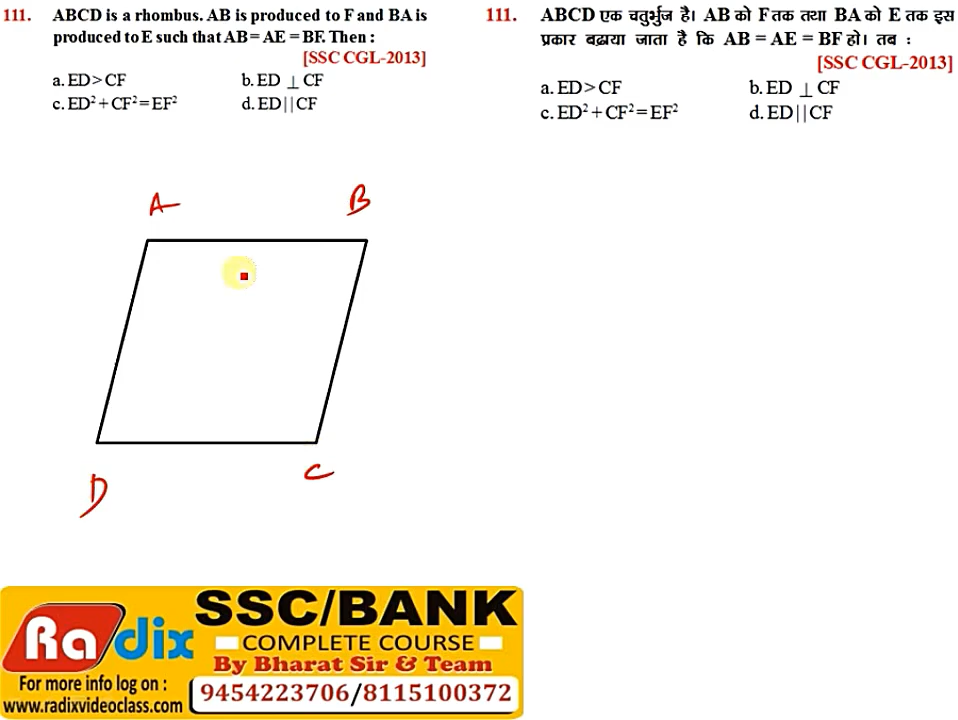 111. ABCD is a rhombus. AB is produced to F and BA is
produced to E such that AB = AE = BF. Then :
[SSC CGL-2013]
a. ED > CF b. ED ⊥ CF
c. ED² + CF² = EF² d. ED || CF
111. ABCD एक चतुर्भुज है। AB को F तक तथा BA को E तक इस
प्रकार बढ़ाया जाता है कि AB = AE = BF हो। तब :
[SSC CGL-2013]
a. ED > CF b. ED ⊥ CF
c. ED² + CF² = EF² d. ED || CF
A B
D C
Radix
SSC/BANK
COMPLETE COURSE
By Bharat Sir & Team
For more info log on :
www.radixvideoclass.com
9454223706/8115100372